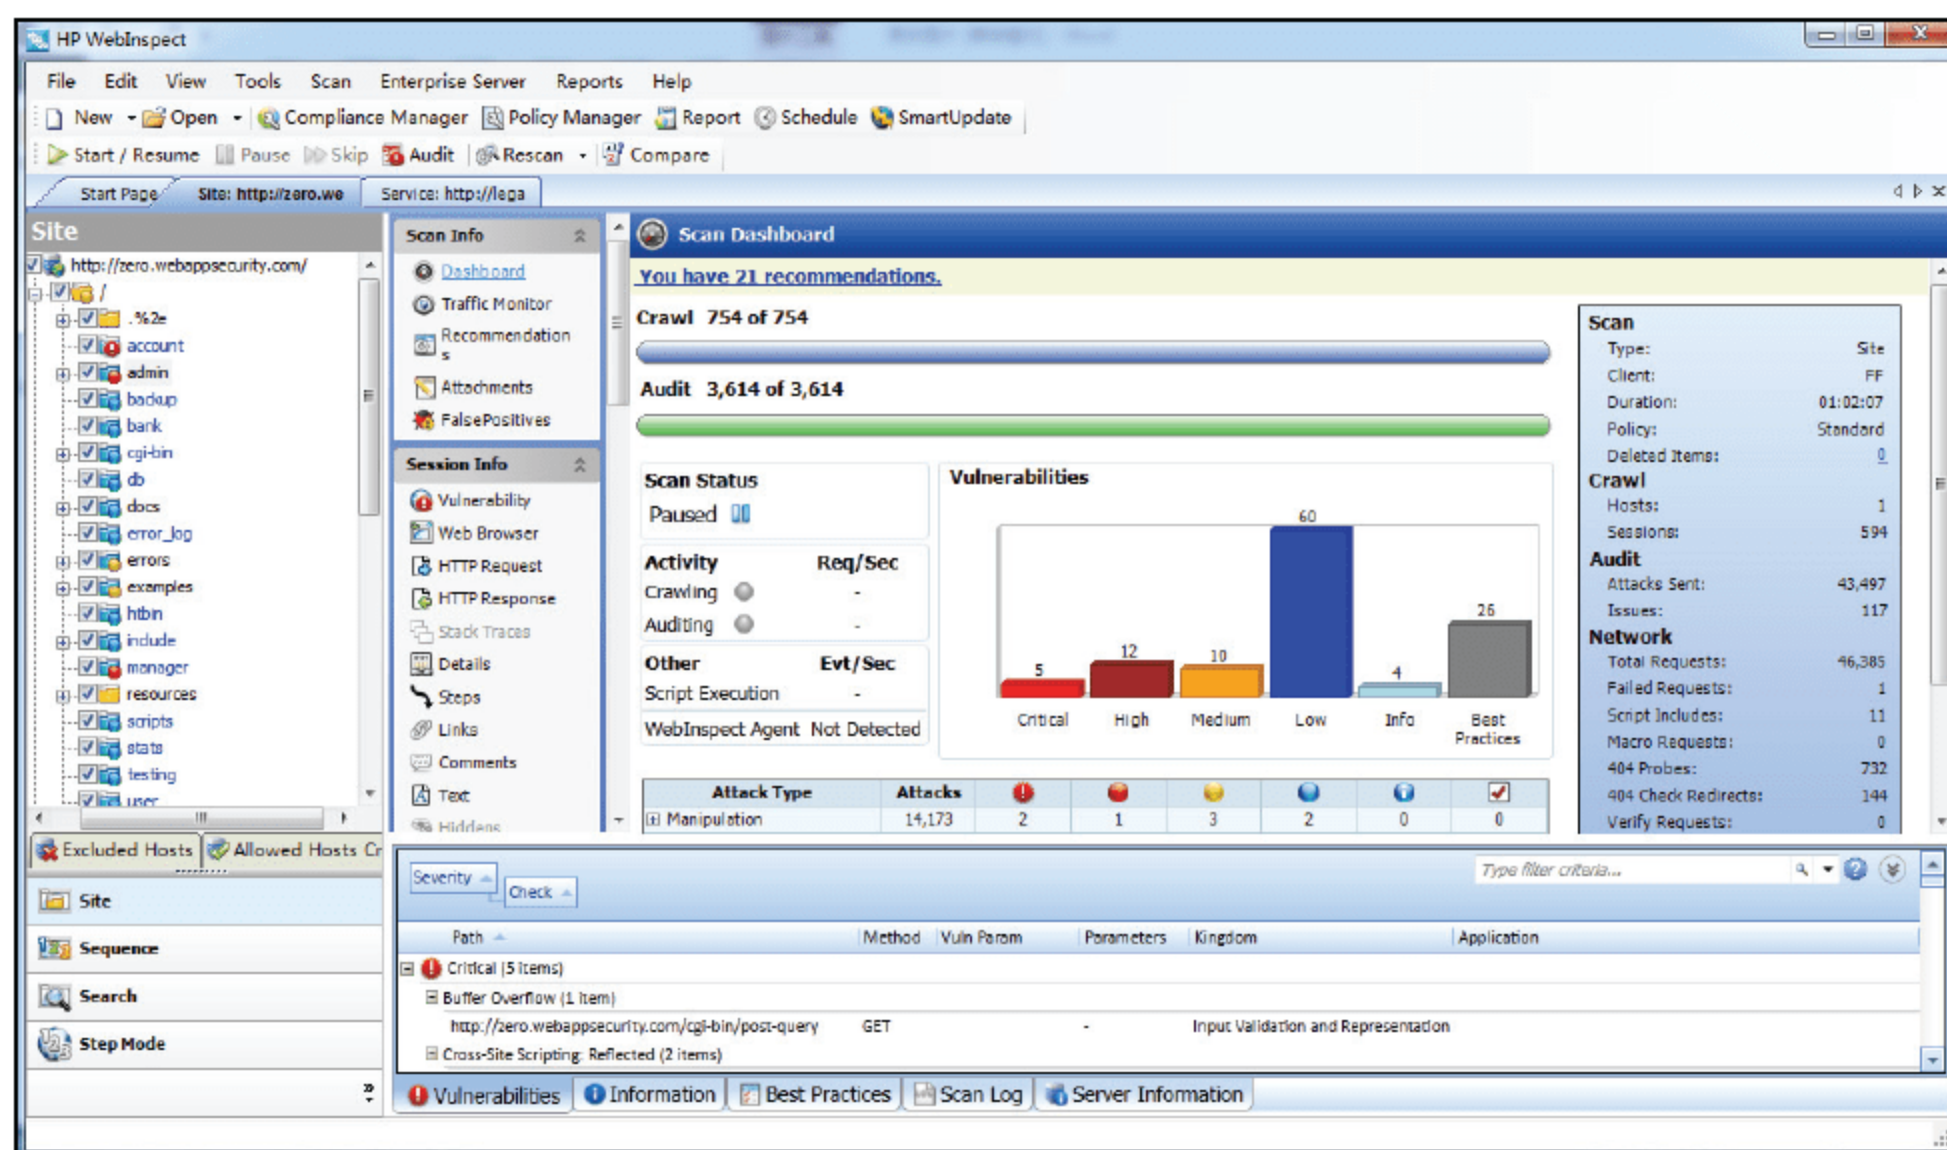 HP WebInspect
File Edit View Tools Scan Enterprise Server Reports Help
New Open Compliance Manager Policy Manager Report Schedule SmartUpdate
Start / Resume Pause Skip Audit Rescan Compare
Start Page Site: http://zero.we Service: http://lega
Site
http://zero.webappsecurity.com/
/
.%2e
account
admin
backup
bank
cgi-bin
db
docs
error_log
errors
examples
htbin
include
manager
resources
scripts
stats
testing
user
Excluded Hosts Allowed Hosts Cr
Site
Sequence
Search
Step Mode
Scan Info
Dashboard
Traffic Monitor
Recommendation
s
Attachments
FalsePositives
Session Info
Vulnerability
Web Browser
HTTP Request
HTTP Response
Stack Traces
Details
Steps
Links
Comments
Text
Hiddens
Scan Dashboard
You have 21 recommendations.
Crawl 754 of 754
Audit 3,614 of 3,614
Scan Status
Paused
Activity Req/Sec
Crawling -
Auditing -
Other Evt/Sec
Script Execution -
WebInspect Agent Not Detected
Vulnerabilities
5 12 10 60 4 26
Critical High Medium Low Info Best
Practices
Attack Type Attacks
Manipulation 14,173 2 1 3 2 0 0
Scan
Type: Site
Client: FF
Duration: 01:02:07
Policy: Standard
Deleted Items: 0
Crawl
Hosts: 1
Sessions: 594
Audit
Attacks Sent: 43,497
Issues: 117
Network
Total Requests: 46,385
Failed Requests: 1
Script Includes: 11
Macro Requests: 0
404 Probes: 732
404 Check Redirects: 144
Verify Requests: 0
Severity
Check
Type filter criteria...
Path Method Vuln Param Parameters Kingdom Application
Critical (5 items)
Buffer Overflow (1 item)
http://zero.webappsecurity.com/cgi-bin/post-query GET - Input Validation and Representation
Cross-Site Scripting: Reflected (2 items)
Vulnerabilities Information Best Practices Scan Log Server Information